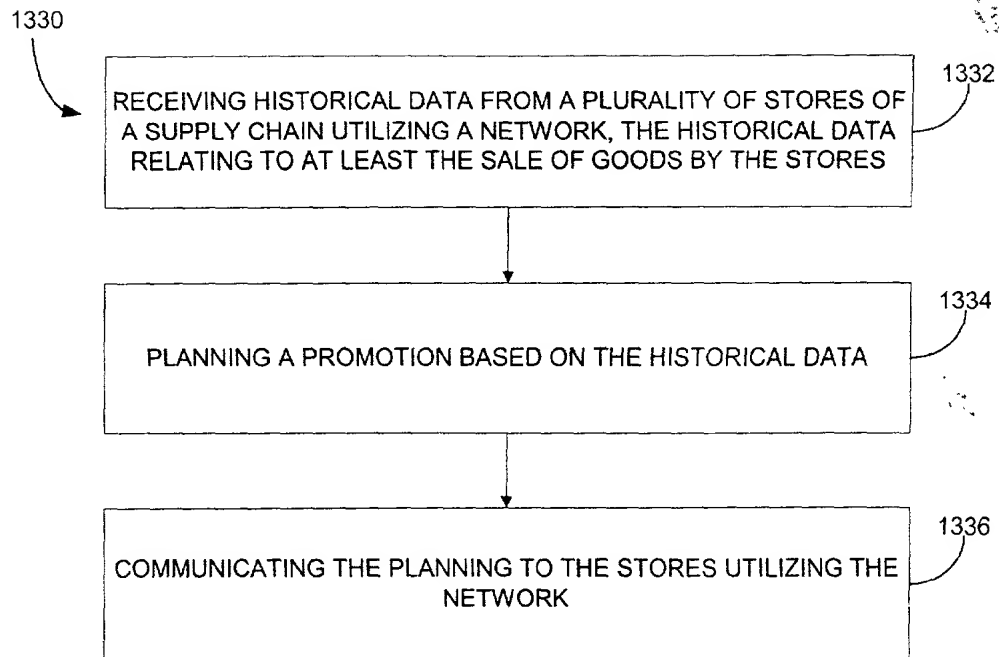 1330
1332
RECEIVING HISTORICAL DATA FROM A PLURALITY OF STORES OF
A SUPPLY CHAIN UTILIZING A NETWORK, THE HISTORICAL DATA
RELATING TO AT LEAST THE SALE OF GOODS BY THE STORES
1334
PLANNING A PROMOTION BASED ON THE HISTORICAL DATA
1336
COMMUNICATING THE PLANNING TO THE STORES UTILIZING THE
NETWORK